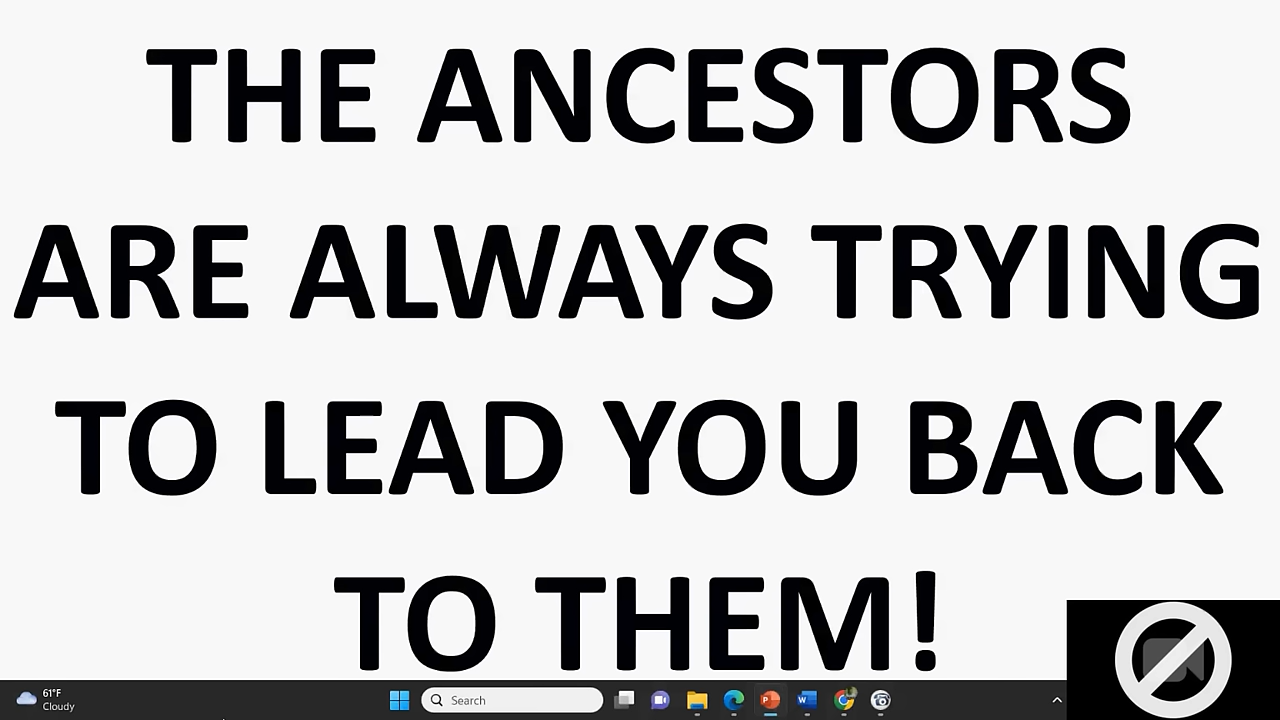 THE ANCESTORS
ARE ALWAYS TRYING
TO LEAD YOU BACK
TO THEM!
61°F
Cloudy
Search